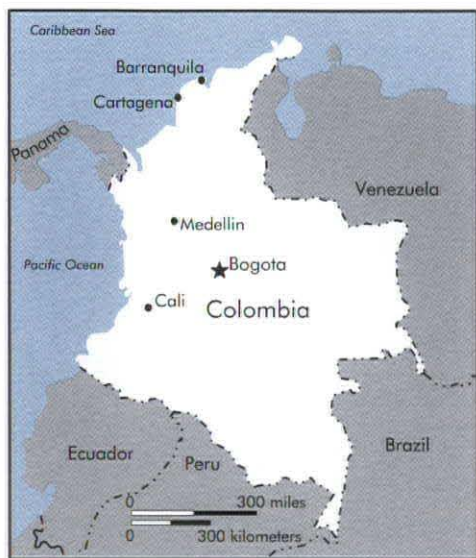 Caribbean Sea
Barranquila
Cartagena
Panama
Venezuela
Medellin
Pacific Ocean
Bogota
Cali
Colombia
Ecuador
Peru
Brazil
0 300 miles
0 300 kilometers